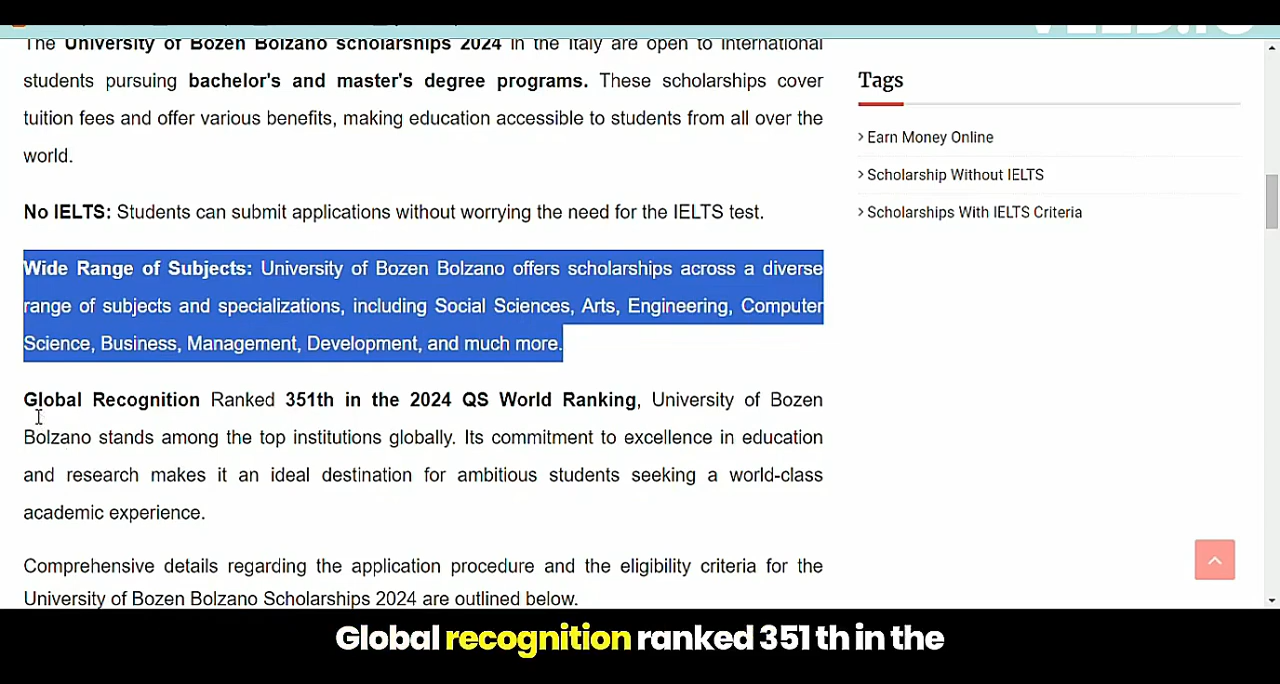 The University of Bozen Bolzano scholarships 2024 in the Italy are open to international
students pursuing bachelor's and master's degree programs. These scholarships cover
tuition fees and offer various benefits, making education accessible to students from all over the
world.
No IELTS: Students can submit applications without worrying the need for the IELTS test.
Wide Range of Subjects: University of Bozen Bolzano offers scholarships across a diverse
range of subjects and specializations, including Social Sciences, Arts, Engineering, Computer
Science, Business, Management, Development, and much more.
Global Recognition Ranked 351th in the 2024 QS World Ranking, University of Bozen
Bolzano stands among the top institutions globally. Its commitment to excellence in education
and research makes it an ideal destination for ambitious students seeking a world-class
academic experience.
Comprehensive details regarding the application procedure and the eligibility criteria for the
University of Bozen Bolzano Scholarships 2024 are outlined below.
Tags
Earn Money Online
Scholarship Without IELTS
Scholarships With IELTS Criteria
Global recognition ranked 351 th in the